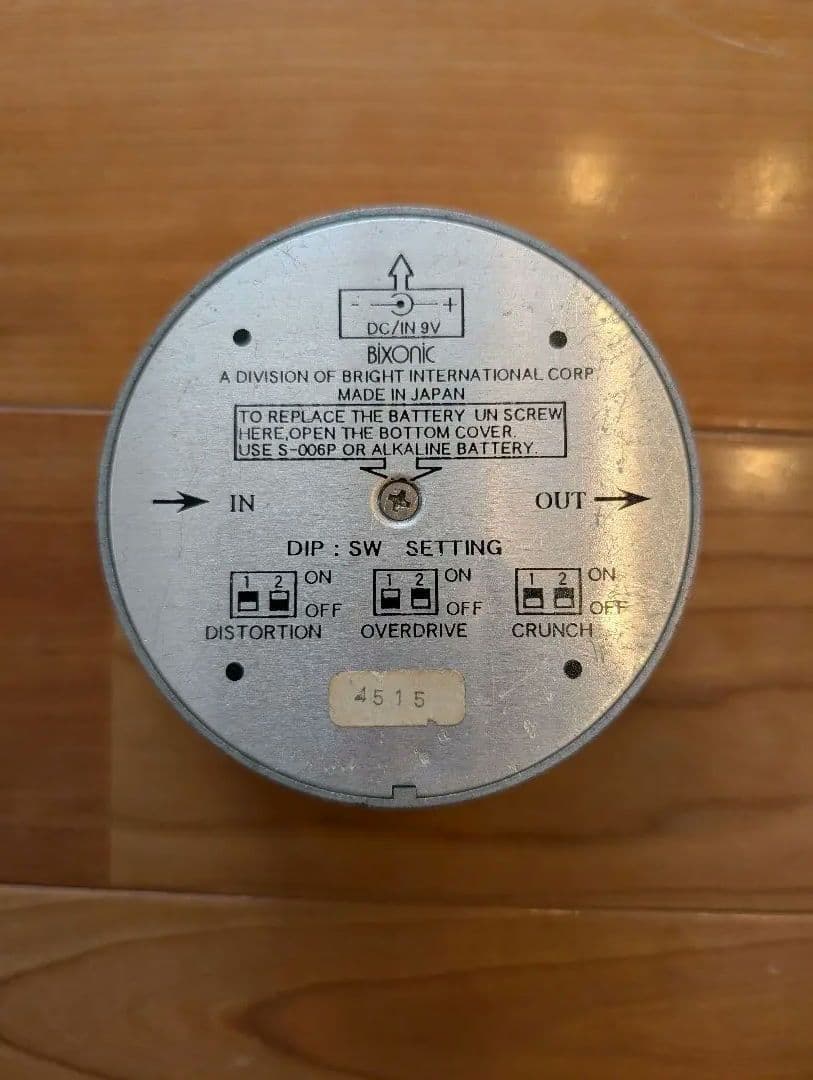 - +
DC/IN 9V
BiXonic
A DIVISION OF BRIGHT INTERNATIONAL CORP
MADE IN JAPAN
TO REPLACE THE BATTERY UN SCREW
HERE,OPEN THE BOTTOM COVER.
USE S-006P OR ALKALINE BATTERY.
IN OUT
DIP : SW SETTING
1 2 ON 1 2 ON 1 2 ON
OFF OFF OFF
DISTORTION OVERDRIVE CRUNCH
4515